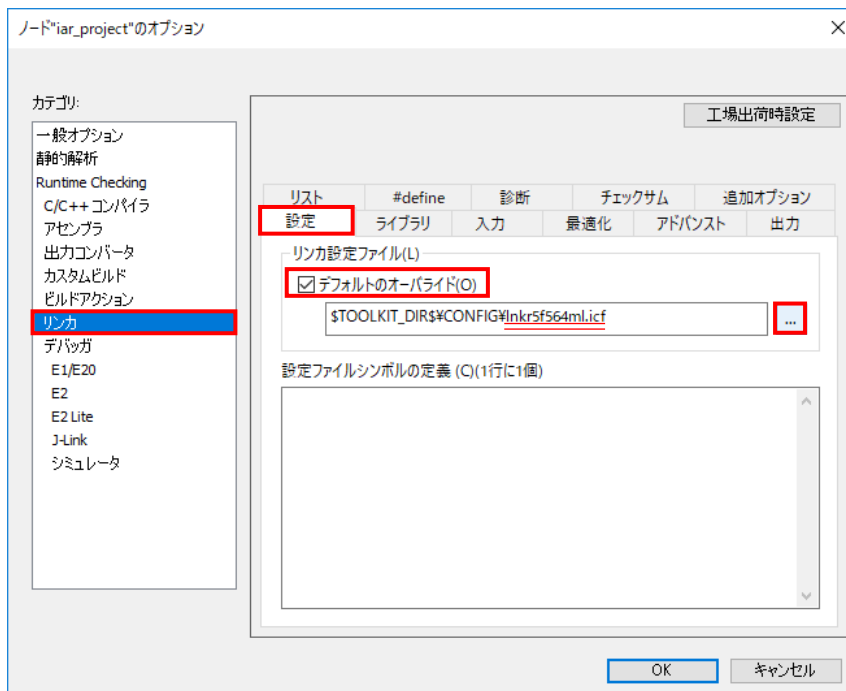 ノード"iar_project"のオプション
カテゴリ:
一般オプション
静的解析
Runtime Checking
C/C++ コンパイラ
アセンブラ
出力コンバータ
カスタムビルド
ビルドアクション
リンカ
デバッガ
E1/E20
E2
E2 Lite
J-Link
シミュレータ
工場出荷時設定
リスト #define 診断 チェックサム 追加オプション
設定 ライブラリ 入力 最適化 アドバンスト 出力
リンカ設定ファイル(L)
デフォルトのオーバライド(O)
$TOOLKIT_DIR$¥CONFIG¥lnkr5f564ml.icf
...
設定ファイルシンボルの定義 (C)(1行に1個)
OK キャンセル